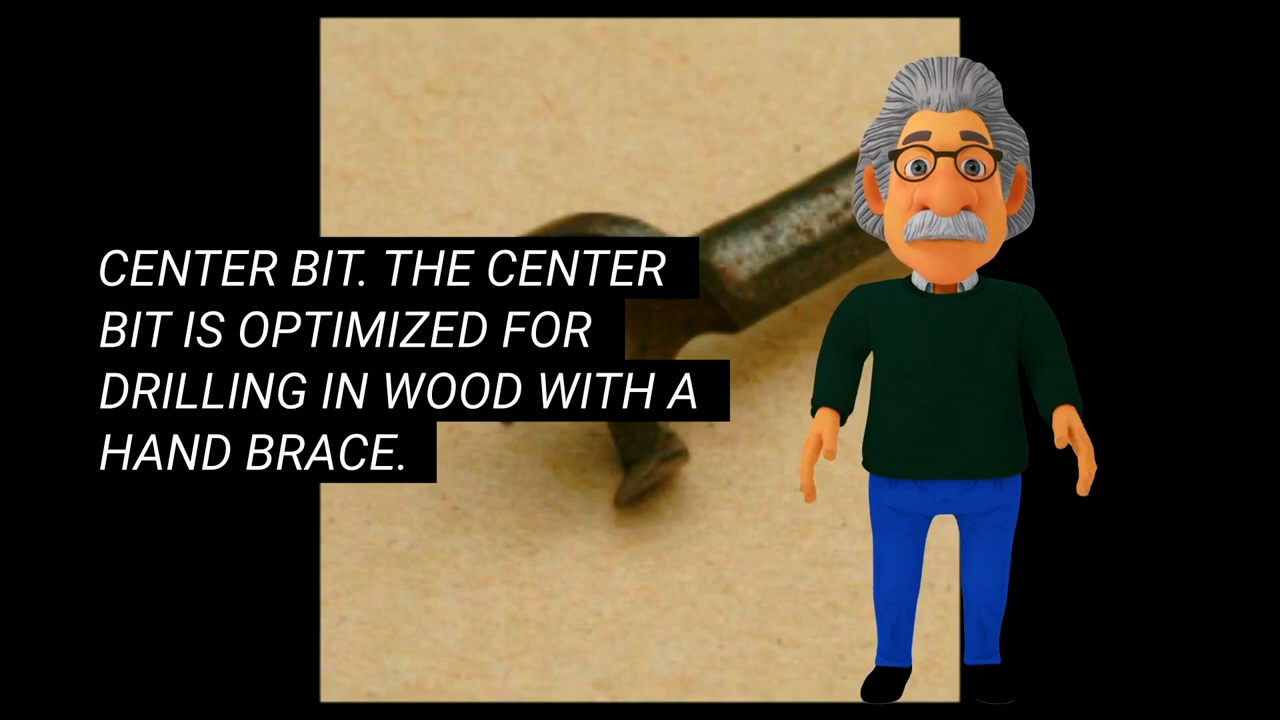 CENTER BIT. THE CENTER
BIT IS OPTIMIZED FOR
DRILLING IN WOOD WITH A
HAND BRACE.